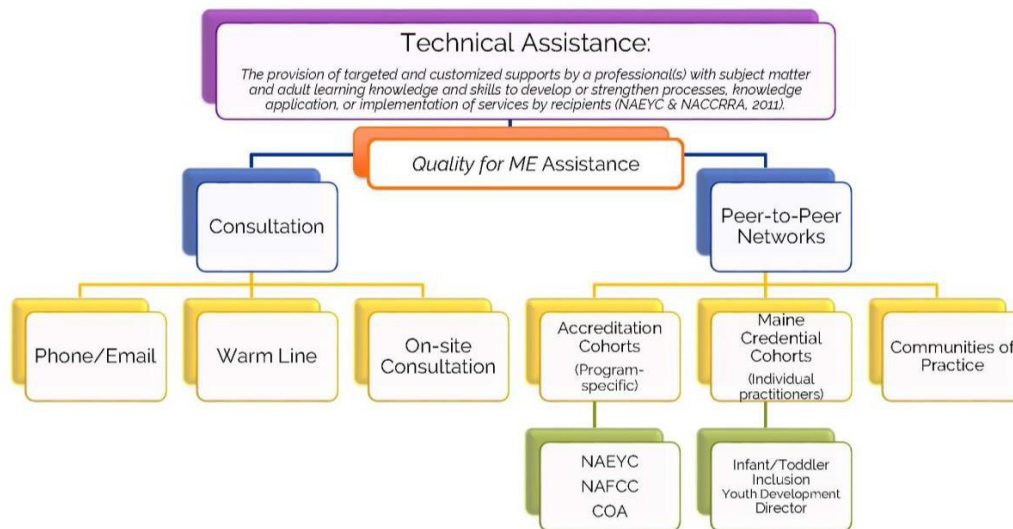 Technical Assistance:
The provision of targeted and customized supports by a professional(s) with subject matter
and adult learning knowledge and skills to develop or strengthen processes, knowledge
application, or implementation of services by recipients (NAEYC & NACCRRA, 2011).
Quality for ME Assistance
Consultation
Peer-to-Peer
Networks
Phone/Email
Warm Line
On-site
Consultation
Accreditation
Cohorts
(Program-
specific)
Maine
Credential
Cohorts
(Individual
practitioners)
Communities of
Practice
NAEYC
NAFCC
COA
Infant/Toddler
Inclusion
Youth Development
Director